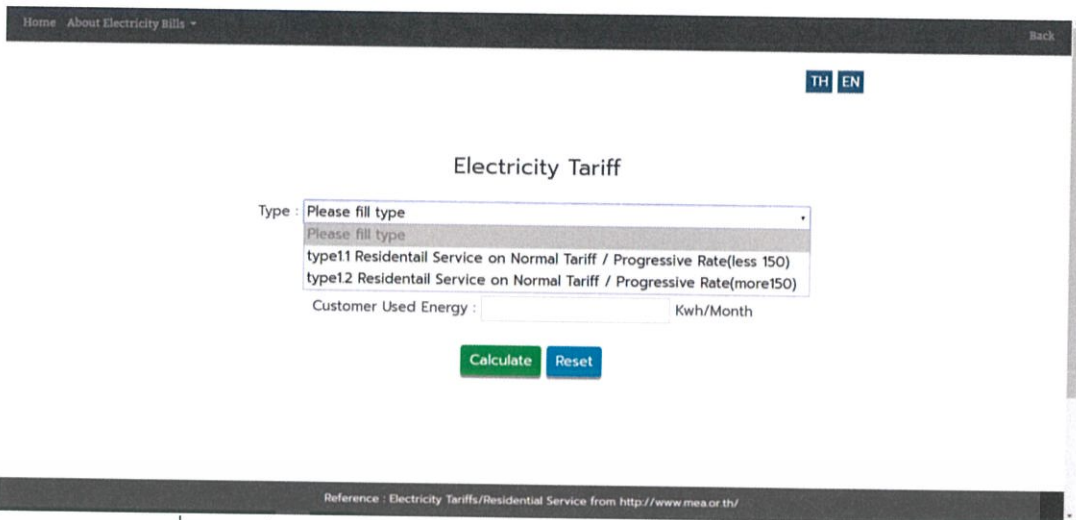 Home About Electricity Bills
Back
TH EN
Electricity Tariff
Type : Please fill type
Please fill type
type1.1 Residentail Service on Normal Tariff / Progressive Rate(less 150)
type1.2 Residentail Service on Normal Tariff / Progressive Rate(more150)
Customer Used Energy : Kwh/Month
Calculate Reset
Reference : Electricity Tariffs/Residential Service from http://www.mea.or.th/